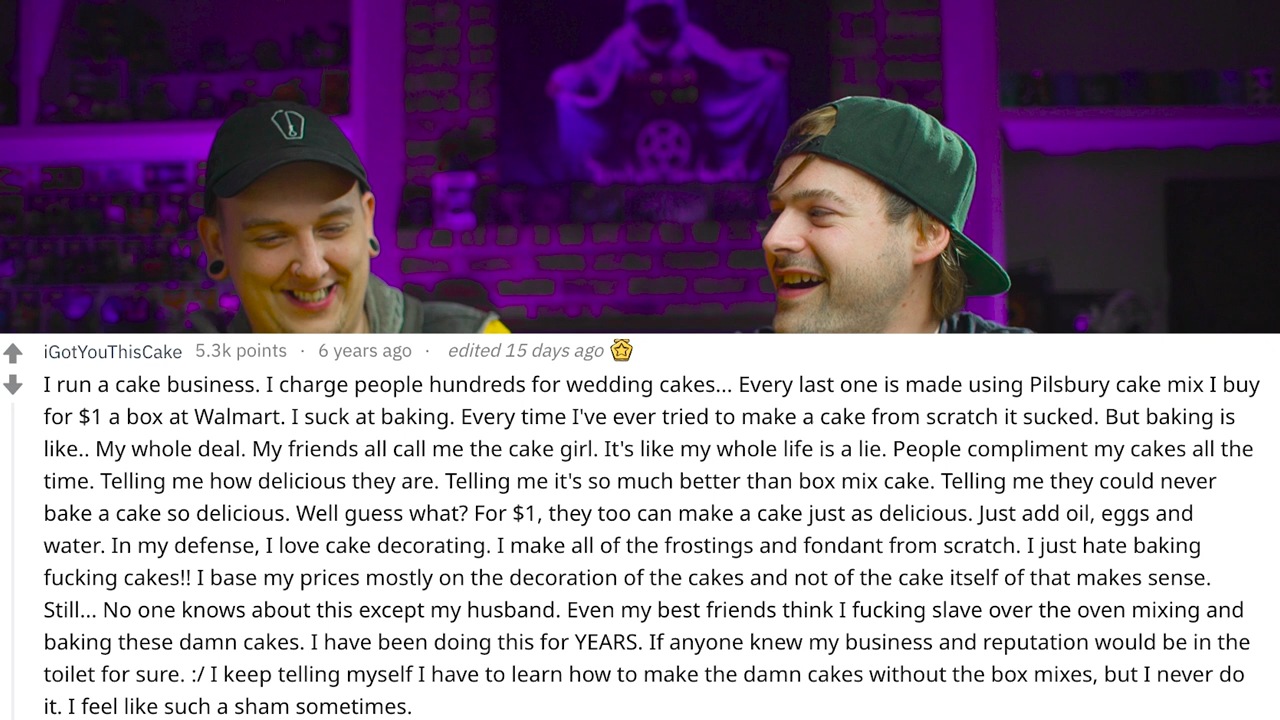 iGotYouThisCake 5.3k points · 6 years ago · edited 15 days ago
I run a cake business. I charge people hundreds for wedding cakes... Every last one is made using Pilsbury cake mix I buy
for $1 a box at Walmart. I suck at baking. Every time I've ever tried to make a cake from scratch it sucked. But baking is
like.. My whole deal. My friends all call me the cake girl. It's like my whole life is a lie. People compliment my cakes all the
time. Telling me how delicious they are. Telling me it's so much better than box mix cake. Telling me they could never
bake a cake so delicious. Well guess what? For $1, they too can make a cake just as delicious. Just add oil, eggs and
water. In my defense, I love cake decorating. I make all of the frostings and fondant from scratch. I just hate baking
fucking cakes!! I base my prices mostly on the decoration of the cakes and not of the cake itself of that makes sense.
Still... No one knows about this except my husband. Even my best friends think I fucking slave over the oven mixing and
baking these damn cakes. I have been doing this for YEARS. If anyone knew my business and reputation would be in the
toilet for sure. :/ I keep telling myself I have to learn how to make the damn cakes without the box mixes, but I never do
it. I feel like such a sham sometimes.